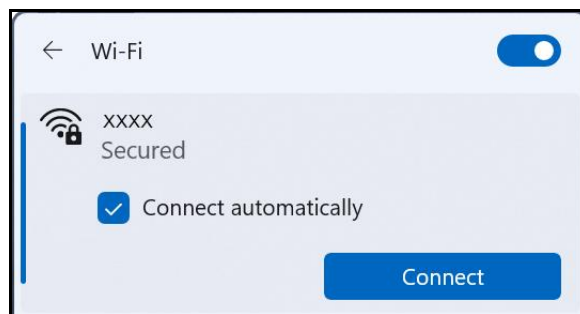 Wi-Fi
xxxx
Secured
Connect automatically
Connect